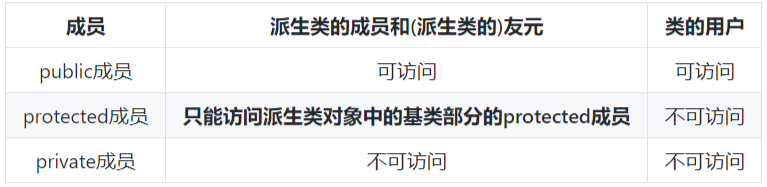 成员 派生类的成员和(派生类的)友元 类的用户
public成员 可访问 可访问
protected成员 只能访问派生类对象中的基类部分的protected成员 不可访问
private成员 不可访问 不可访问